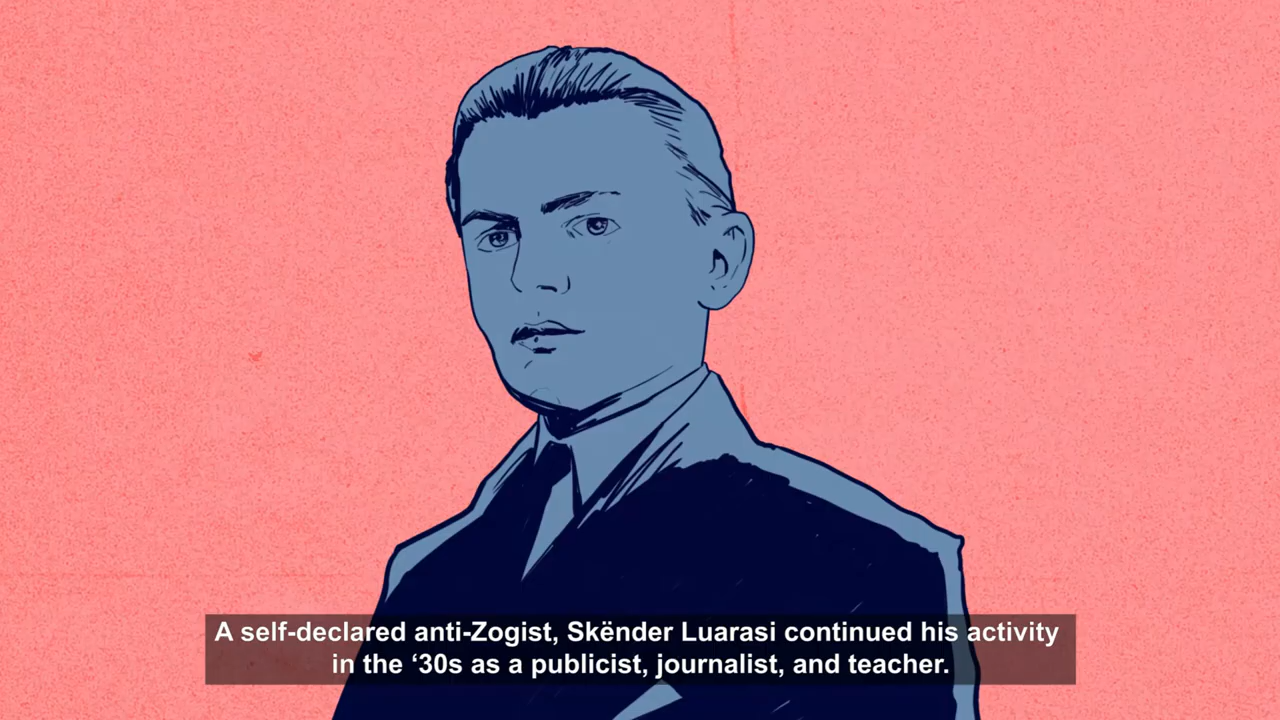 A self-declared anti-Zogist, Skënder Luarasi continued his activity
in the ‘30s as a publicist, journalist, and teacher.